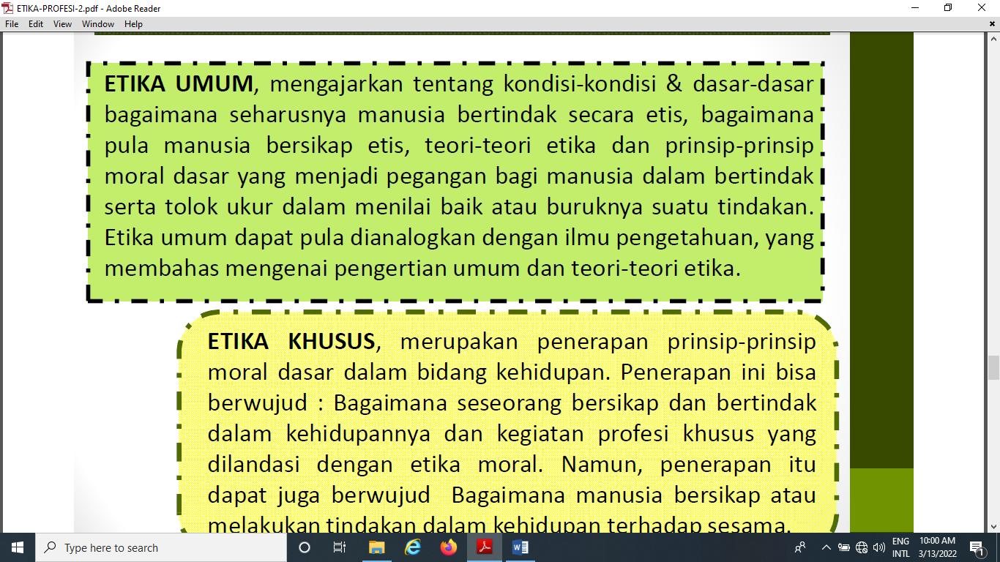 ETIKA-PROFESI-2.pdf - Adobe Reader
File Edit View Window Help
ETIKA UMUM, mengajarkan tentang kondisi-kondisi & dasar-dasar
bagaimana seharusnya manusia bertindak secara etis, bagaimana
pula manusia bersikap etis, teori-teori etika dan prinsip-prinsip
moral dasar yang menjadi pegangan bagi manusia dalam bertindak
serta tolok ukur dalam menilai baik atau buruknya suatu tindakan.
Etika umum dapat pula dianalogkan dengan ilmu pengetahuan, yang
membahas mengenai pengertian umum dan teori-teori etika.
ETIKA KHUSUS, merupakan penerapan prinsip-prinsip
moral dasar dalam bidang kehidupan. Penerapan ini bisa
berwujud : Bagaimana seseorang bersikap dan bertindak
dalam kehidupannya dan kegiatan profesi khusus yang
dilandasi dengan etika moral. Namun, penerapan itu
dapat juga berwujud Bagaimana manusia bersikap atau
melakukan tindakan dalam kehidupan terhadap sesama.
Type here to search
ENG
INTL
10:00 AM
3/13/2022
1